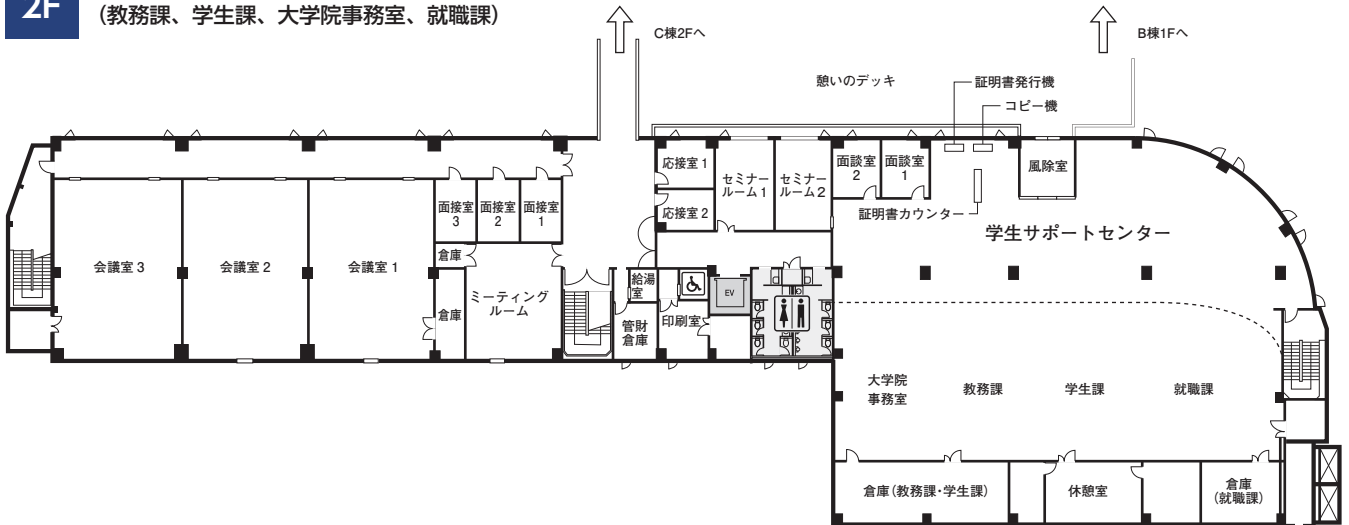 2F
（教務課、学生課、大学院事務室、就職課）
C棟2Fへ
B棟1Fへ
憩いのデッキ
証明書発行機
コピー機
応接室 1
応接室 2
セミナー
ルーム 1
セミナー
ルーム 2
面談室
2
面談室
1
風除室
証明書カウンター
学生サポートセンター
面接室
3
面接室
2
面接室
1
会議室 3
会議室 2
会議室 1
倉庫
倉庫
ミーティング
ルーム
給湯
室
管財
倉庫
印刷室
EV
大学院
事務室
教務課
学生課
就職課
倉庫（教務課・学生課）
休憩室
倉庫
（就職課）